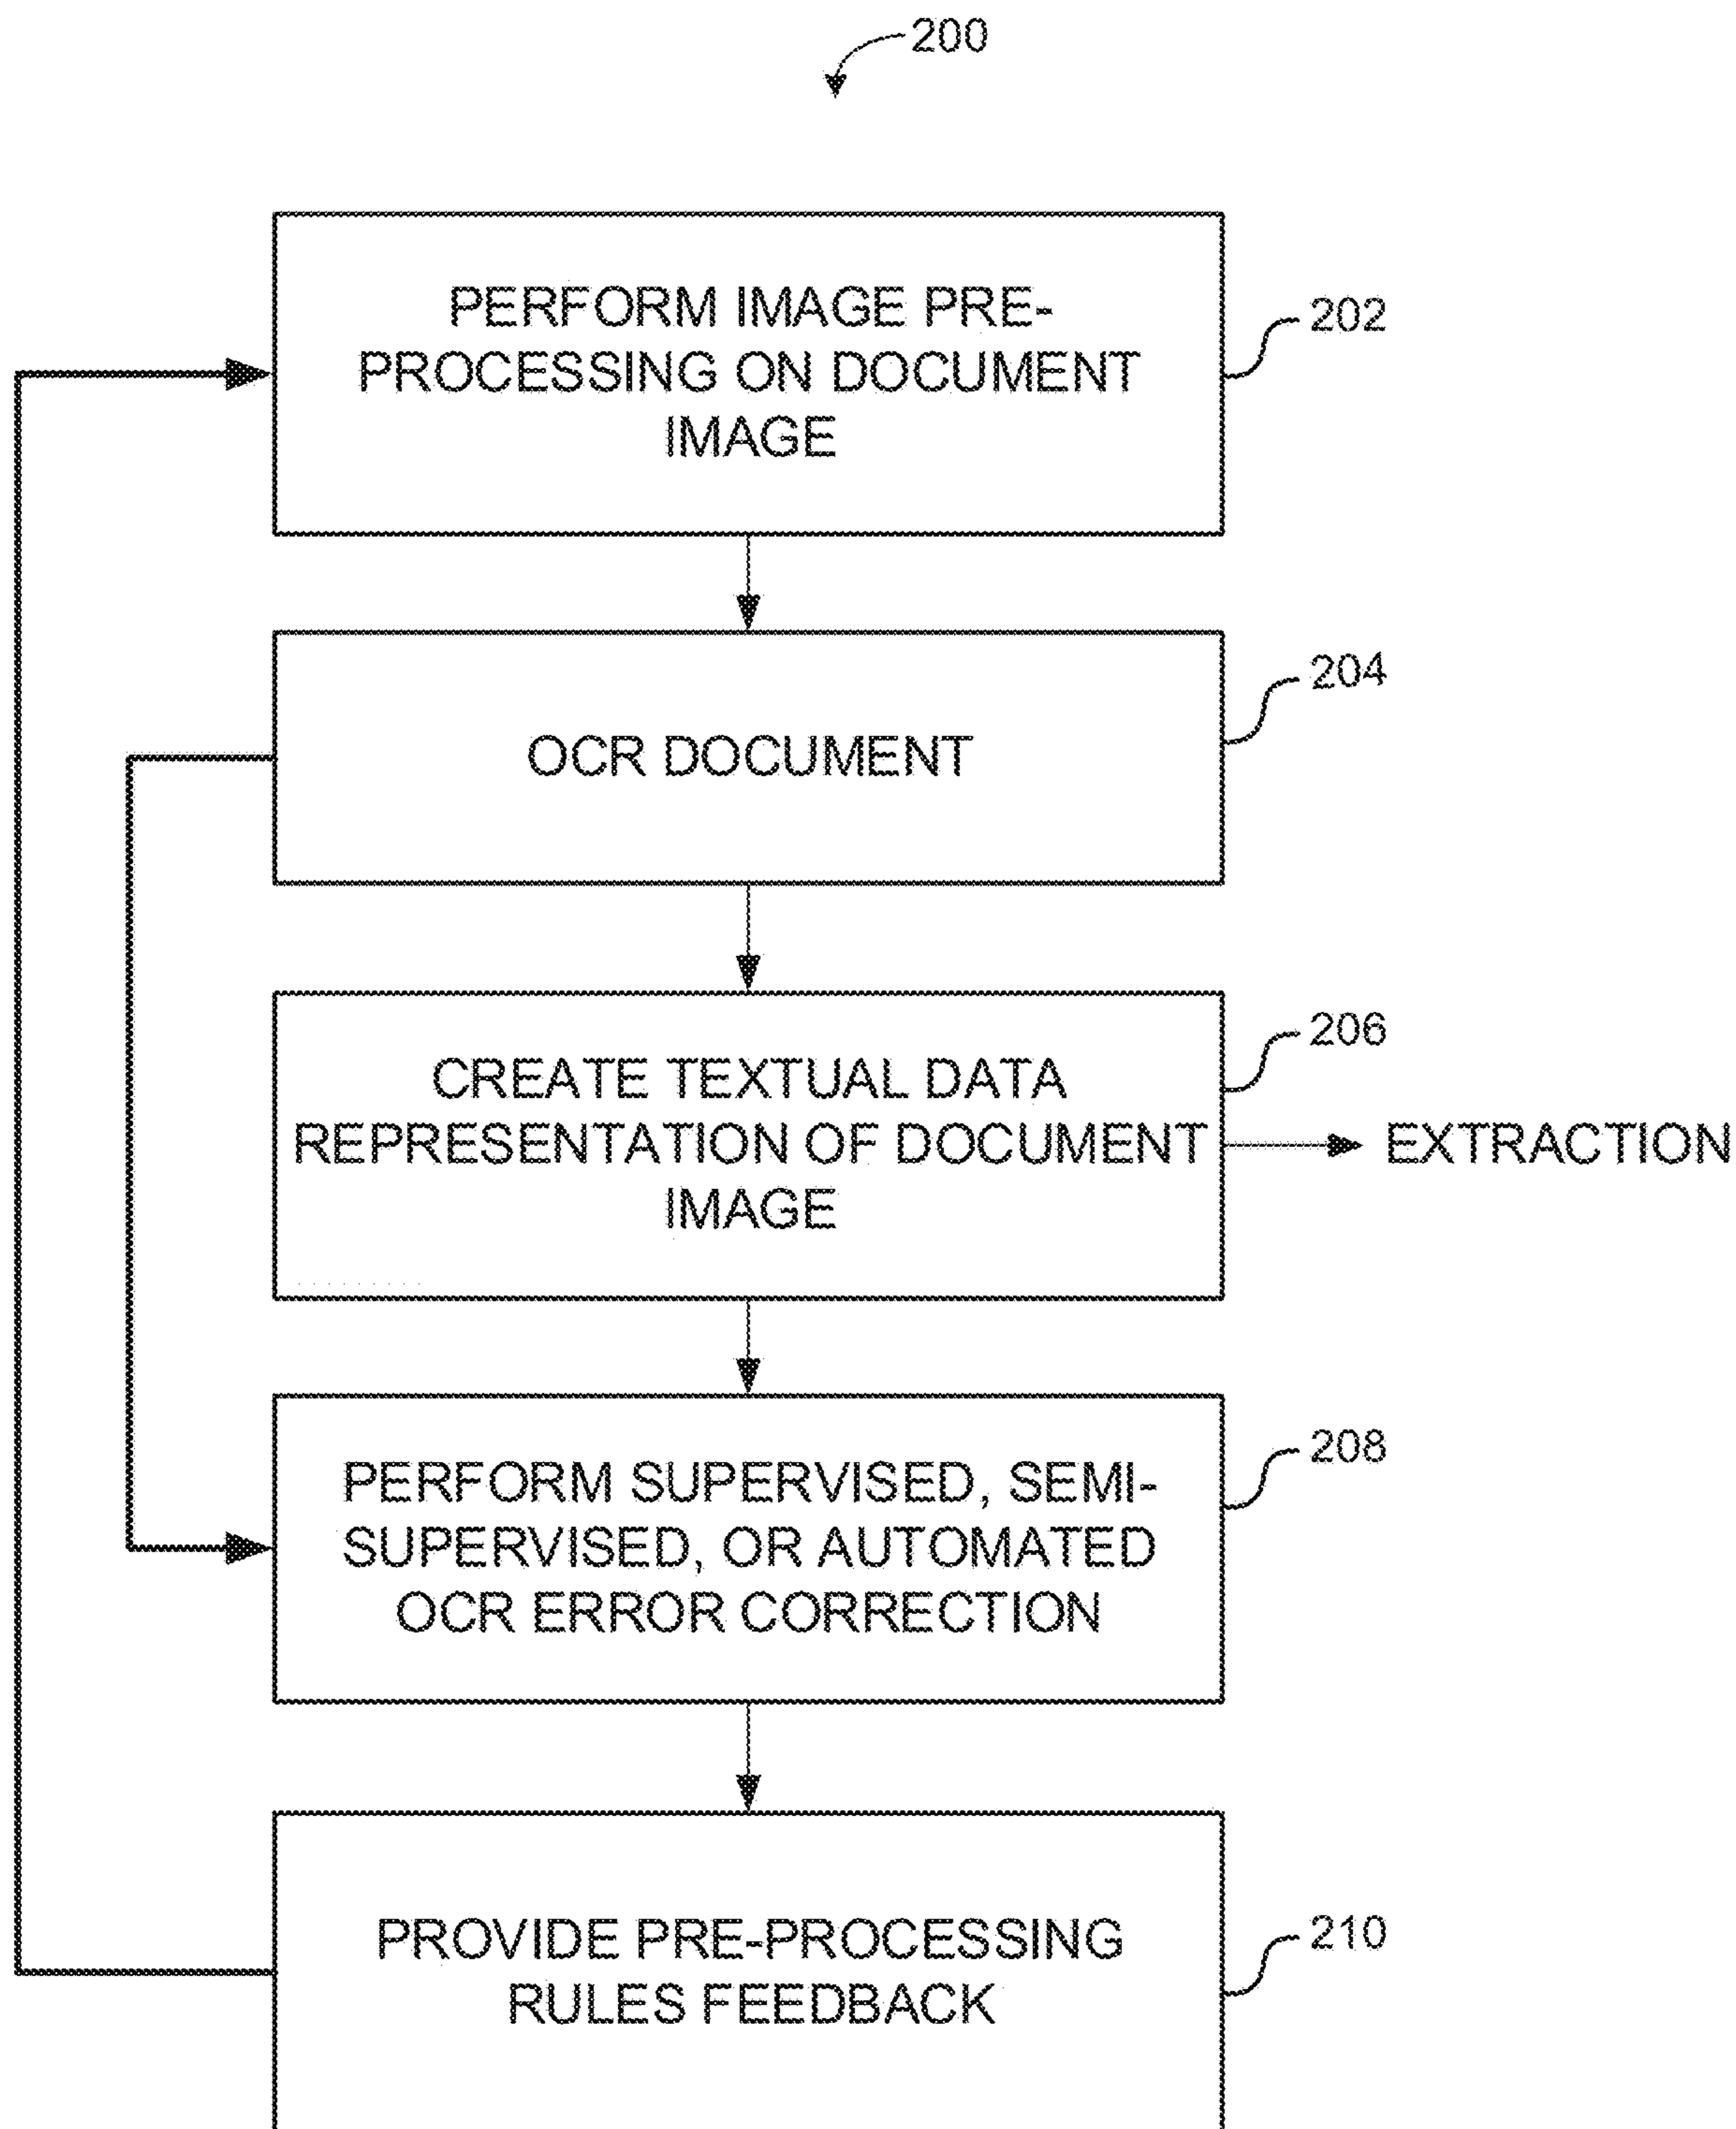 200
PERFORM IMAGE PRE-
PROCESSING ON DOCUMENT
IMAGE
202
OCR DOCUMENT
204
CREATE TEXTUAL DATA
REPRESENTATION OF DOCUMENT
IMAGE
206
EXTRACTION
PERFORM SUPERVISED, SEMI-
SUPERVISED, OR AUTOMATED
OCR ERROR CORRECTION
208
PROVIDE PRE-PROCESSING
RULES FEEDBACK
210